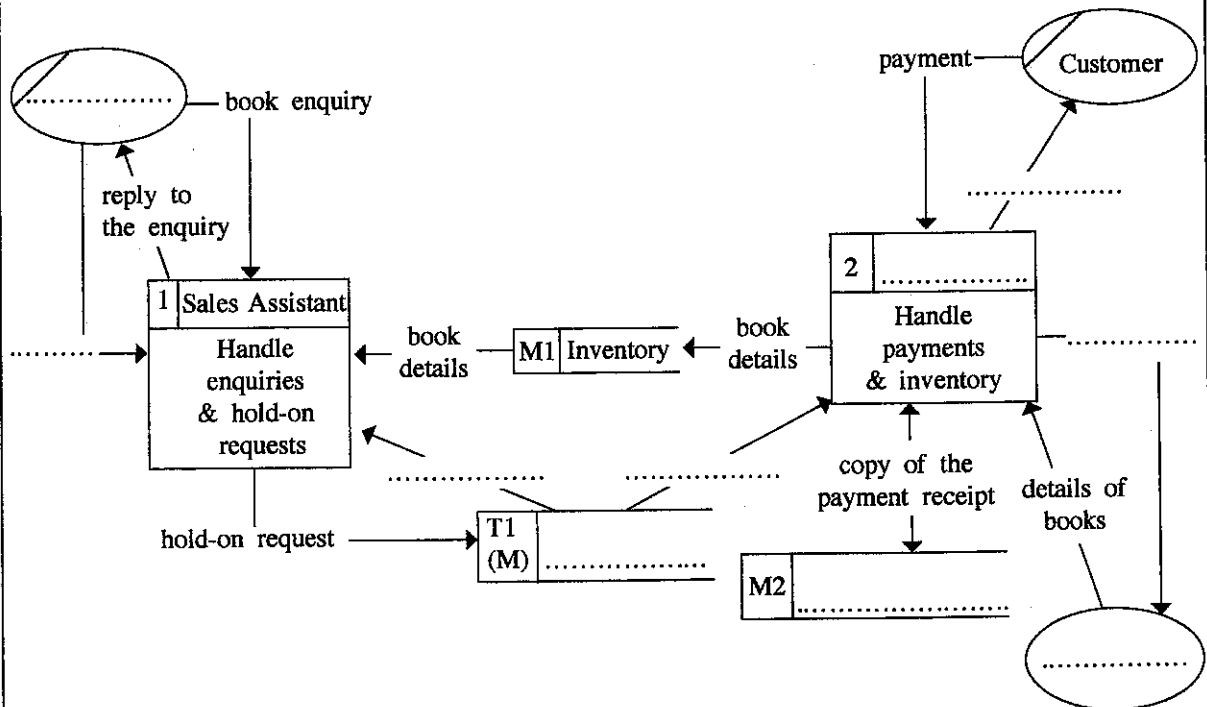 payment
Customer
book enquiry
reply to
the enquiry
1 Sales Assistant
Handle
enquiries
& hold-on
requests
book
details
M1 Inventory
book
details
2
Handle
payments
& inventory
copy of the
payment receipt
details of
books
hold-on request
T1
(M)
M2